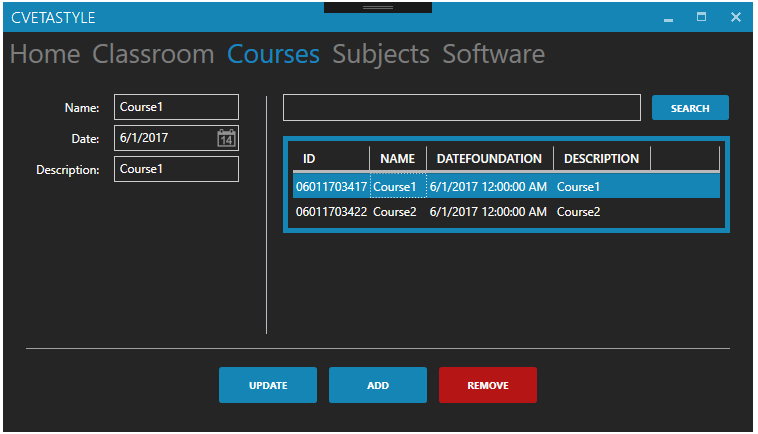 CVETASTYLE
Home Classroom Courses Subjects Software
Name: Course1
Date: 6/1/2017 14
Description: Course1
SEARCH
ID NAME DATEFOUNDATION DESCRIPTION
06011703417 Course1 6/1/2017 12:00:00 AM Course1
06011703422 Course2 6/1/2017 12:00:00 AM Course2
UPDATE ADD REMOVE